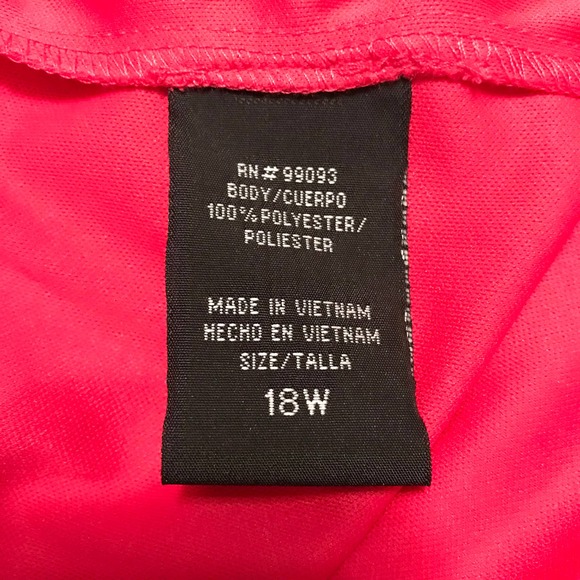 RN# 99093
BODY/CUERPO
100% POLYESTER/
POLIESTER
MADE IN VIETNAM
HECHO EN VIETNAM
SIZE/TALLA
18W